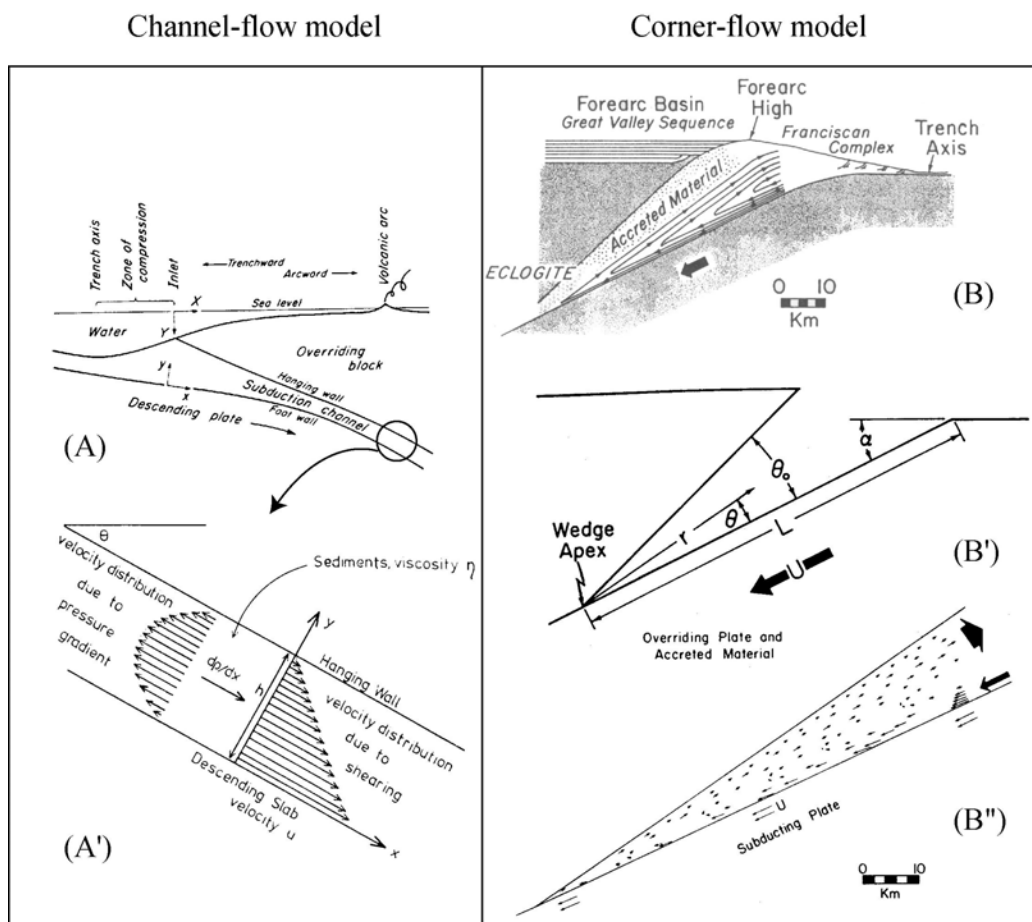 Channel-flow model
Corner-flow model
Trench axis
Zone of
compression
Inlet
Trenchward
Arcword
Volcanic arc
X
Sea level
Water
Y
Overriding
block
y
x
Hanging wall
Subduction channel
Foot wall
Descending plate
(A)
θ
velocity distribution
due to
pressure
gradient
Sediments, viscosity η
y
dp/dx
h
Hanging Wall
velocity distribution
due to
shearing
Descending Slab
velocity u
x
(A')
Forearc Basin
Great Valley Sequence
Forearc
High
Franciscan
Complex
Trench
Axis
Accreted Material
ECLOGITE
0 10
Km
(B)
α
θo
θ
r
L
Wedge
Apex
U
(B')
Overriding Plate and
Accreted Material
U
Subducting Plate
(B")
0 10
Km